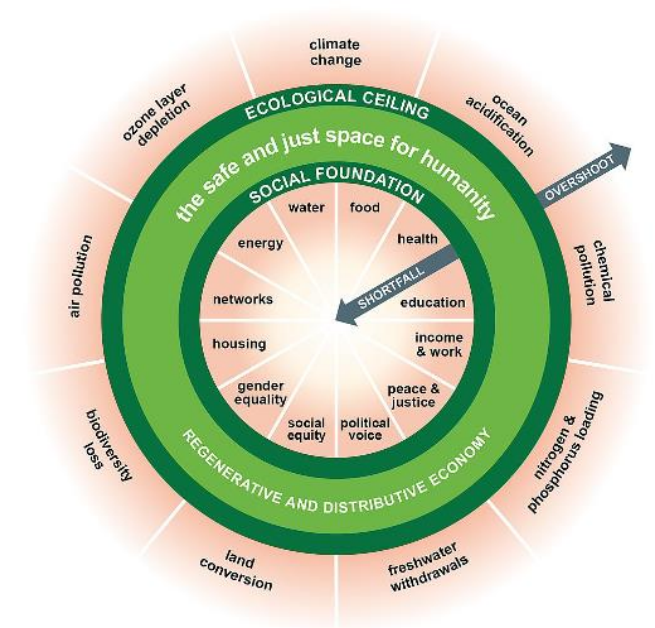 climate
change
ocean
acidification
chemical
pollution
nitrogen &
phosphorus loading
freshwater
withdrawals
land
conversion
biodiversity
loss
air pollution
ozone layer
depletion
ECOLOGICAL CEILING
OVERSHOOT
the safe and just space for humanity
SOCIAL FOUNDATION
water
food
health
SHORTFALL
education
income
& work
peace &
justice
political
voice
social
equity
gender
equality
housing
networks
energy
REGENERATIVE AND DISTRIBUTIVE ECONOMY